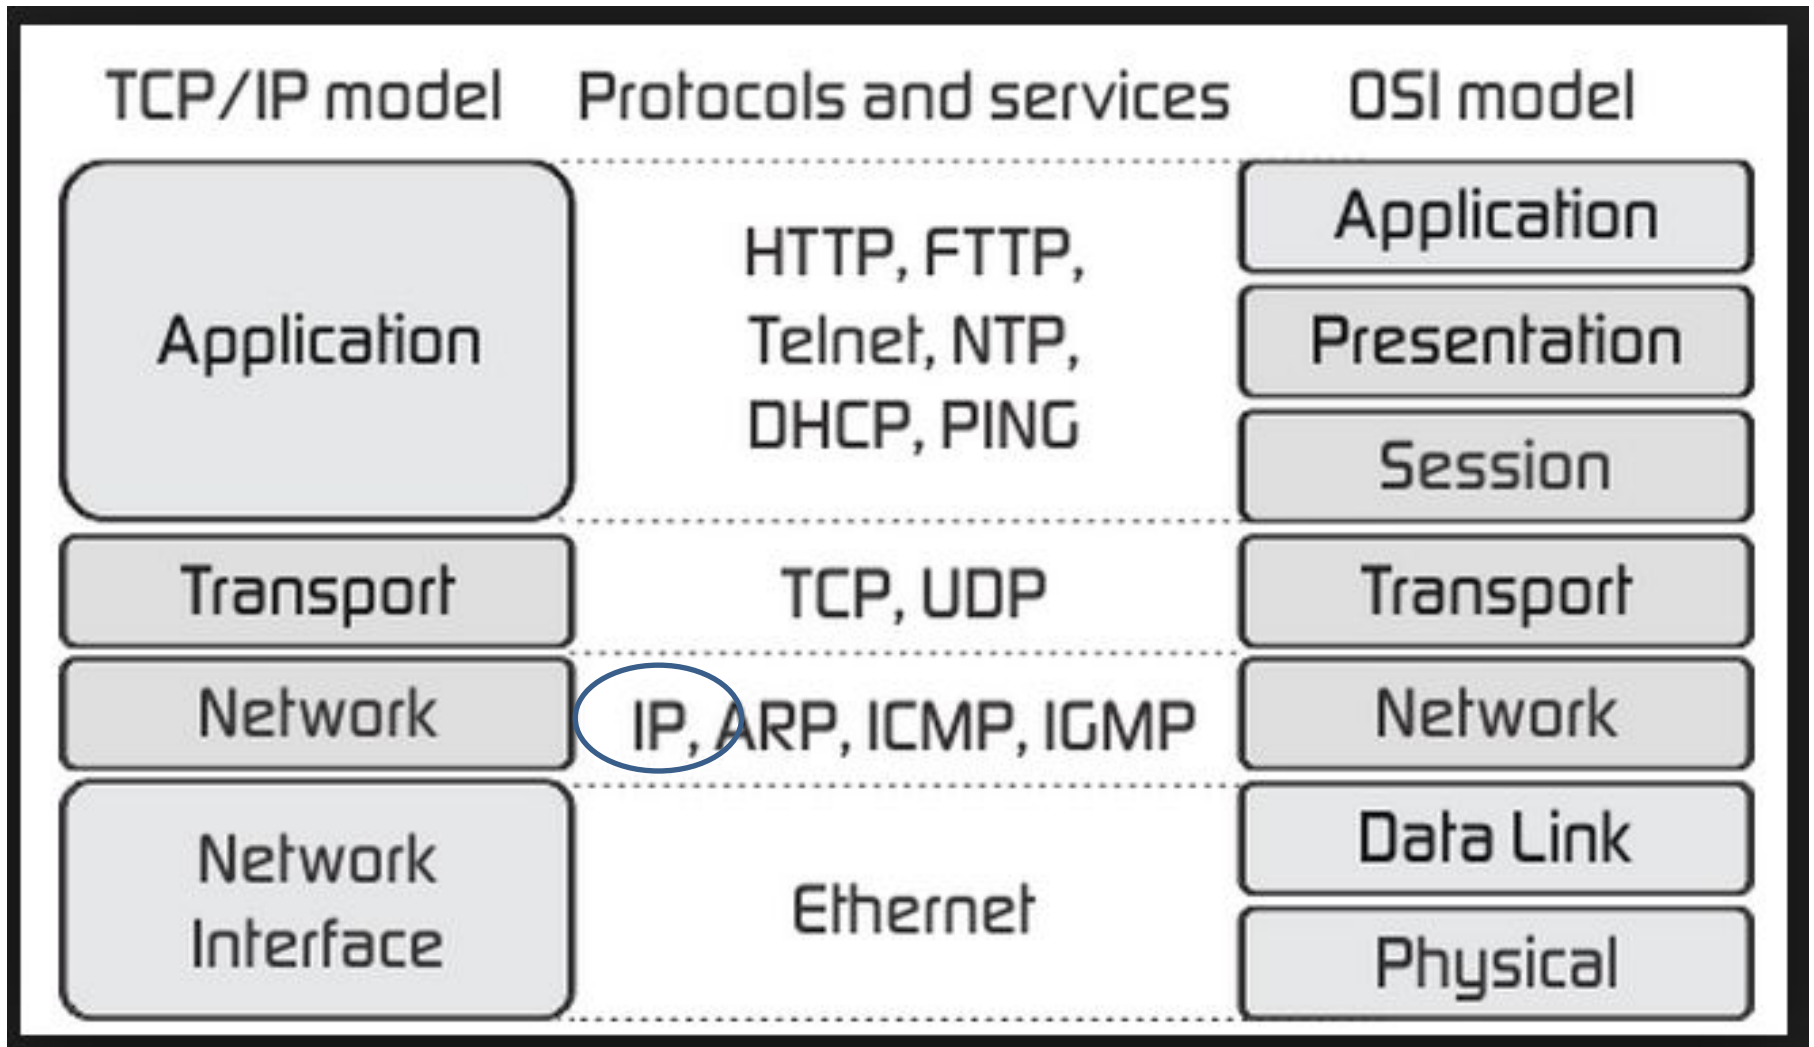 TCP/IP model
Protocols and services
OSI model
Application
HTTP, FTTP,
Telnet, NTP,
DHCP, PING
Application
Presentation
Session
Transport
TCP, UDP
Transport
Network
IP, ARP, ICMP, IGMP
Network
Network
Interface
Ethernet
Data Link
Physical